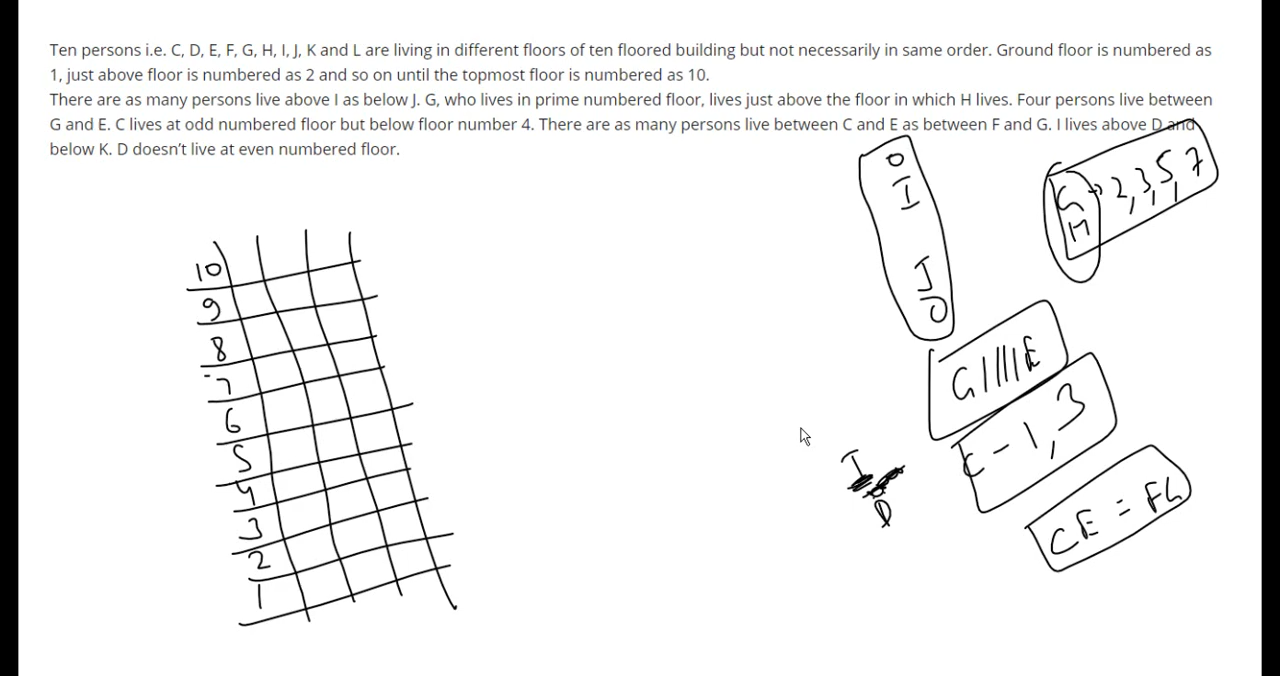 Ten persons i.e. C, D, E, F, G, H, I, J, K and L are living in different floors of ten floored building but not necessarily in same order. Ground floor is numbered as
1, just above floor is numbered as 2 and so on until the topmost floor is numbered as 10.
There are as many persons live above I as below J. G, who lives in prime numbered floor, lives just above the floor in which H lives. Four persons live between
G and E. C lives at odd numbered floor but below floor number 4. There are as many persons live between C and E as between F and G. I lives above D and
below K. D doesn't live at even numbered floor.
0
I
J
0
G → 2, 3, 5, 7
H
10
9
8
7
6
5
4
3
2
1
G||||E
C - 1, 3
I
D
CE = FG